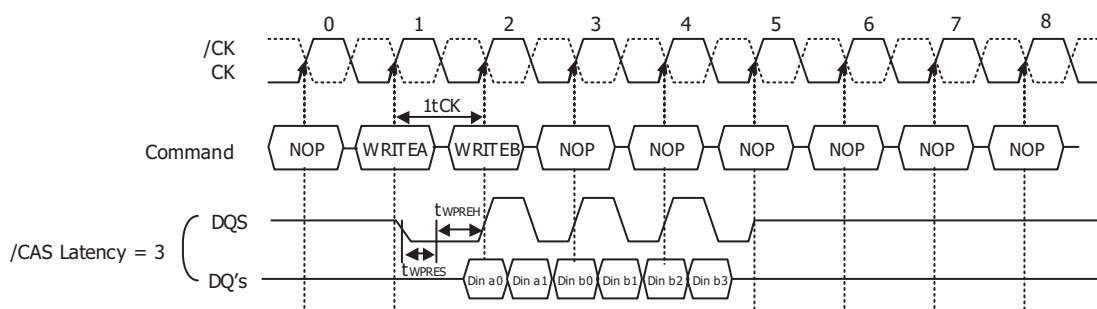 0 1 2 3 4 5 6 7 8
/CK
CK
1tCK
Command NOP WRITEA WRITEB NOP NOP NOP NOP NOP NOP
DQS tWPREH
/CAS Latency = 3
tWPRES
DQ's Din a0 Din a1 Din b0 Din b1 Din b2 Din b3